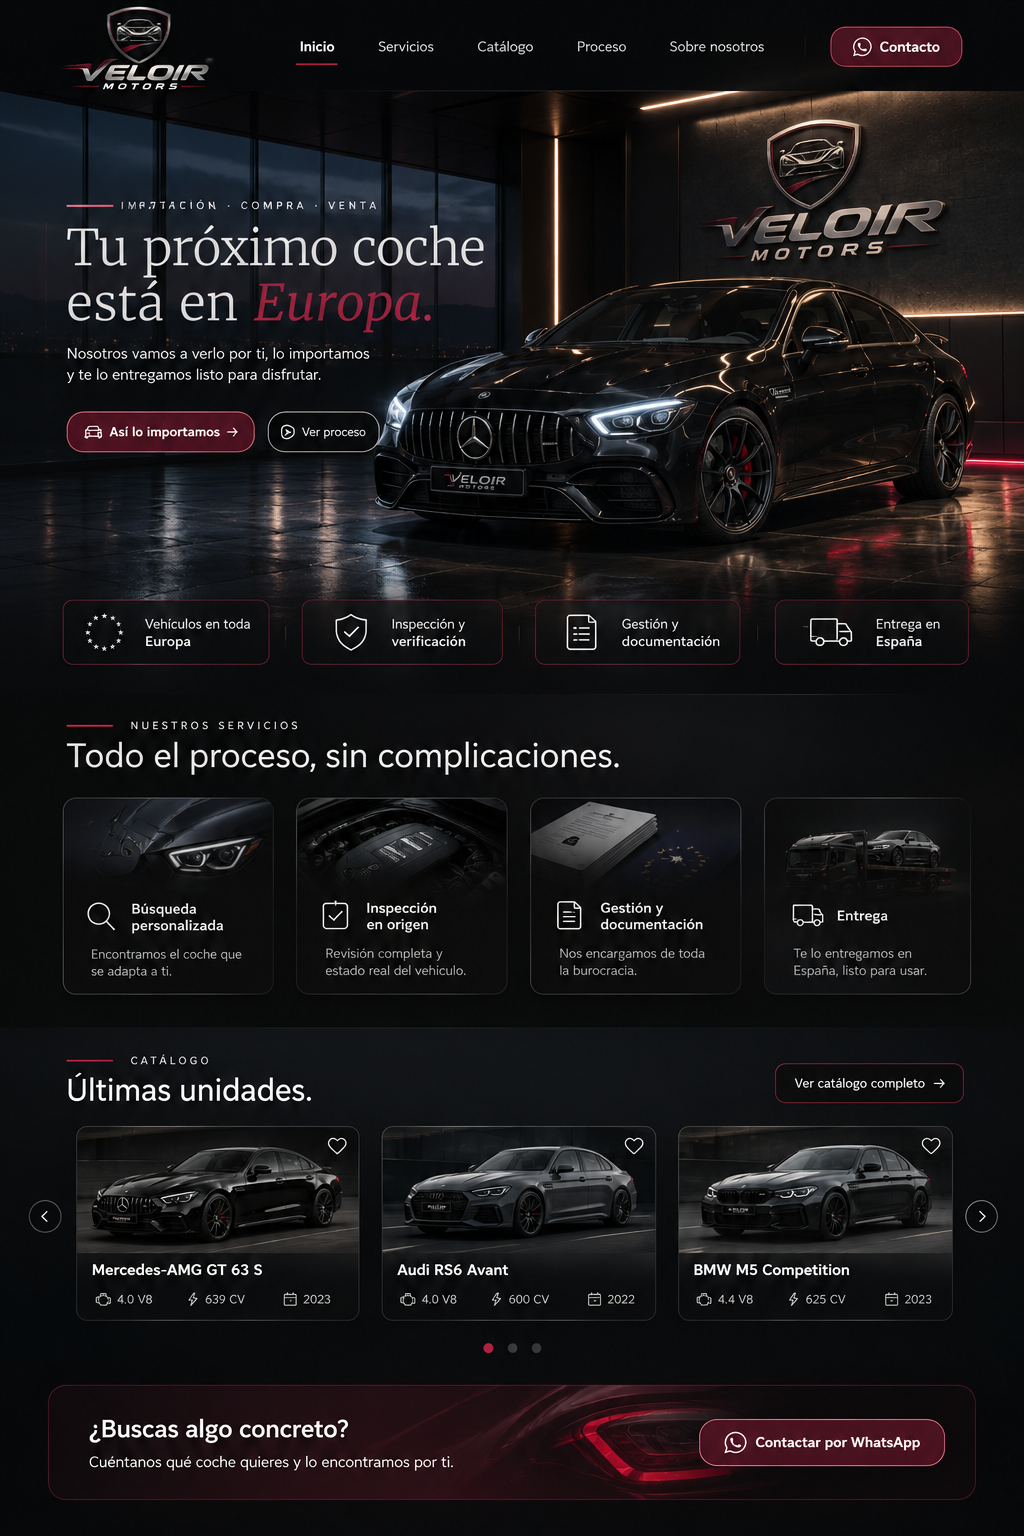 VELOIR
MOTORS
Inicio
Servicios
Catálogo
Proceso
Sobre nosotros
Contacto
VELOIR
MOTORS
· COMPRA · VENTA
Tu próximo coche
está en Europa.
Nosotros vamos a verlo por ti, lo importamos
y te lo entregamos listo para disfrutar.
Así lo importamos →
Ver proceso
VELOIR
MOTORS
Vehículos en toda
Europa
Inspección y
verificación
Gestión y
documentación
Entrega en
España
NUESTROS SERVICIOS
Todo el proceso, sin complicaciones.
Búsqueda
personalizada
Encontramos el coche que
se adapta a ti.
Inspección
en origen
Revisión completa y
estado real del vehículo.
Gestión y
documentación
Nos encargamos de toda
la burocracia.
Entrega
Te lo entregamos en
España, listo para usar.
CATÁLOGO
Últimas unidades.
Ver catálogo completo →
Mercedes-AMG GT 63 S
4.0 V8
639 CV
2023
Audi RS6 Avant
4.0 V8
600 CV
2022
BMW M5 Competition
4.4 V8
625 CV
2023
¿Buscas algo concreto?
Cuéntanos qué coche quieres y lo encontramos por ti.
Contactar por WhatsApp